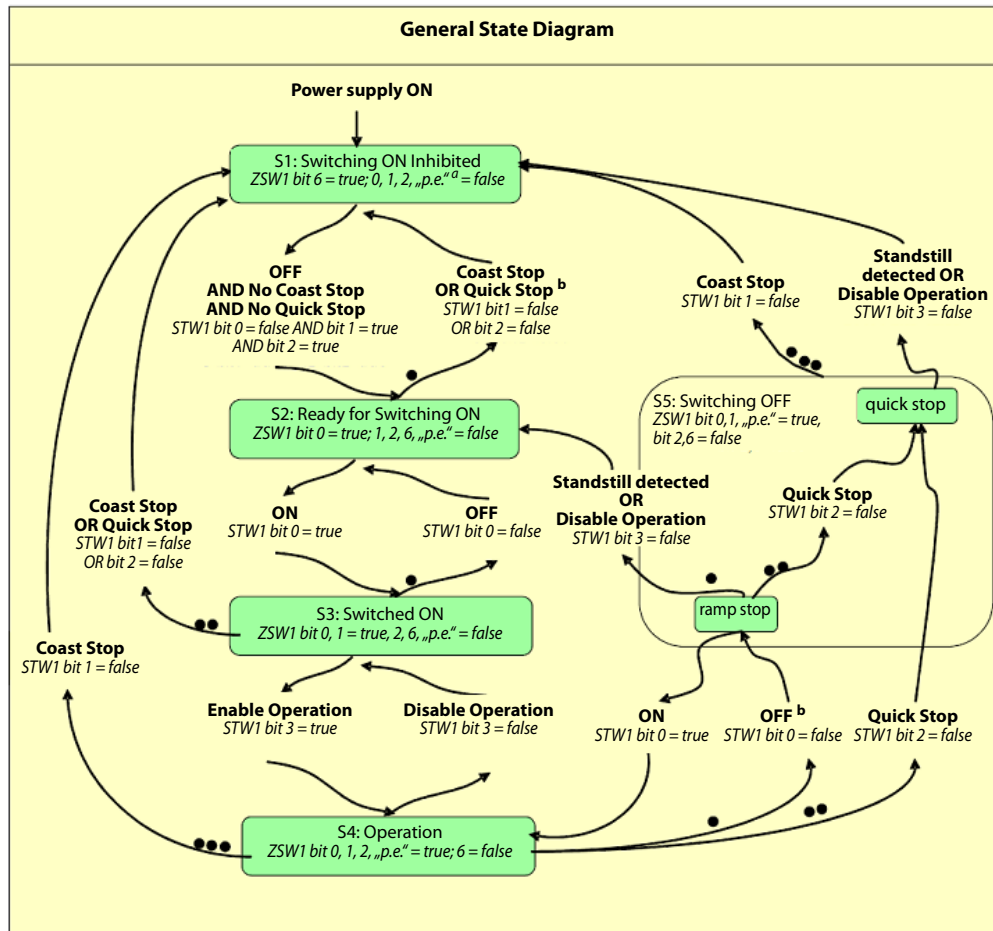 General State Diagram
Power supply ON
S1: Switching ON Inhibited
ZSW1 bit 6 = true; 0, 1, 2, „p.e.“ a = false
OFF
AND No Coast Stop
AND No Quick Stop
STW1 bit 0 = false AND bit 1 = true
AND bit 2 = true
Coast Stop
OR Quick Stop b
STW1 bit1 = false
OR bit 2 = false
Coast Stop
STW1 bit 1 = false
Standstill
detected OR
Disable Operation
STW1 bit 3 = false
S2: Ready for Switching ON
ZSW1 bit 0 = true; 1, 2, 6, „p.e.“ = false
S5: Switching OFF
ZSW1 bit 0,1, „p.e.“ = true,
bit 2,6 = false
quick stop
Coast Stop
OR Quick Stop
STW1 bit1 = false
OR bit 2 = false
ON
STW1 bit 0 = true
OFF
STW1 bit 0 = false
Standstill detected
OR
Disable Operation
STW1 bit 3 = false
Quick Stop
STW1 bit 2 = false
S3: Switched ON
ZSW1 bit 0, 1 = true, 2, 6, „p.e.“ = false
ramp stop
Coast Stop
STW1 bit 1 = false
Enable Operation
STW1 bit 3 = true
Disable Operation
STW1 bit 3 = false
ON
STW1 bit 0 = true
OFF b
STW1 bit 0 = false
Quick Stop
STW1 bit 2 = false
S4: Operation
ZSW1 bit 0, 1, 2, „p.e.“ = true; 6 = false